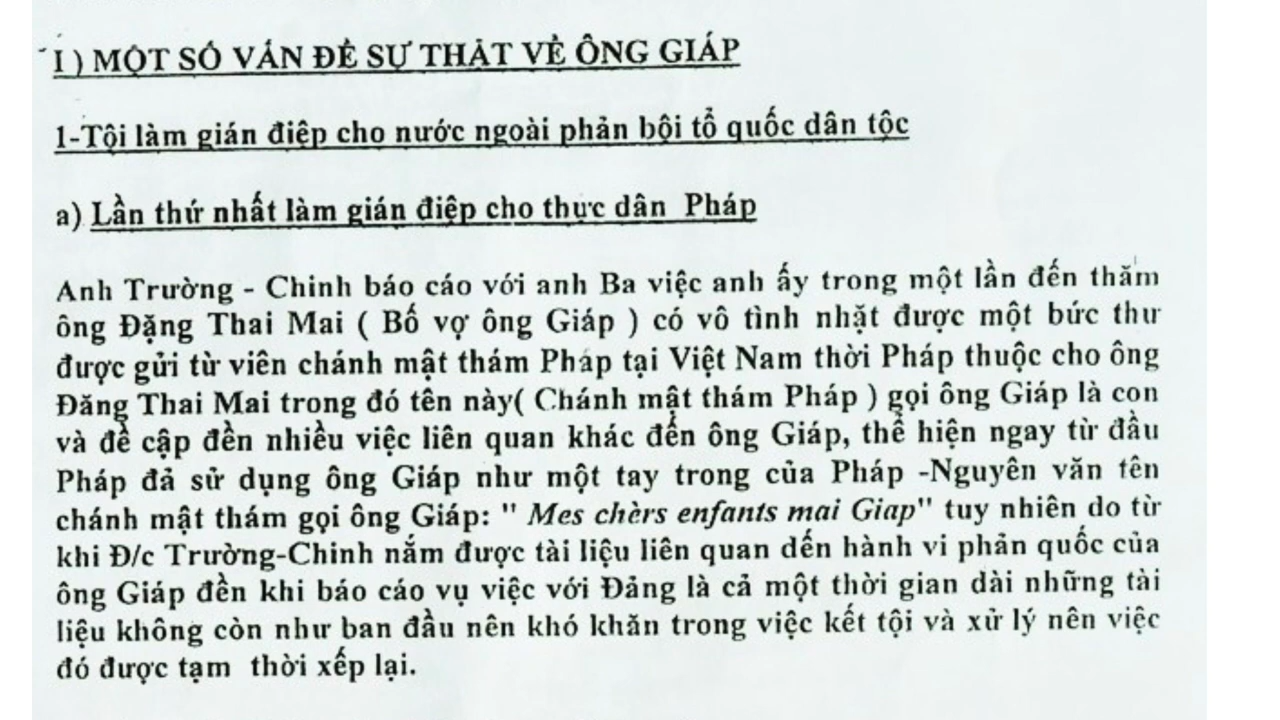 I ) MỘT SỐ VẤN ĐỀ SỰ THẬT VỀ ÔNG GIÁP
1-Tội làm gián điệp cho nước ngoài phản bội tổ quốc dân tộc
a) Lần thứ nhất làm gián điệp cho thực dân Pháp
Anh Trường - Chinh báo cáo với anh Ba việc anh ấy trong một lần đến thăm
ông Đặng Thai Mai ( Bố vợ ông Giáp ) có vô tình nhặt được một bức thư
được gửi từ viên chánh mật thám Pháp tại Việt Nam thời Pháp thuộc cho ông
Đăng Thai Mai trong đó tên này( Chánh mật thám Pháp ) gọi ông Giáp là con
và đề cập đền nhiều việc liên quan khác đến ông Giáp, thể hiện ngay từ đầu
Pháp đả sử dụng ông Giáp như một tay trong của Pháp -Nguyên văn tên
chánh mật thám gọi ông Giáp: " Mes chèrs enfants mai Giap" tuy nhiên do từ
khi Đ/c Trường-Chinh nắm được tài liệu liên quan dến hành vi phản quốc của
ông Giáp đền khi báo cáo vụ việc với Đảng là cả một thời gian dài những tài
liệu không còn như ban đầu nên khó khăn trong việc kết tội và xử lý nên việc
đó được tạm thời xếp lại.